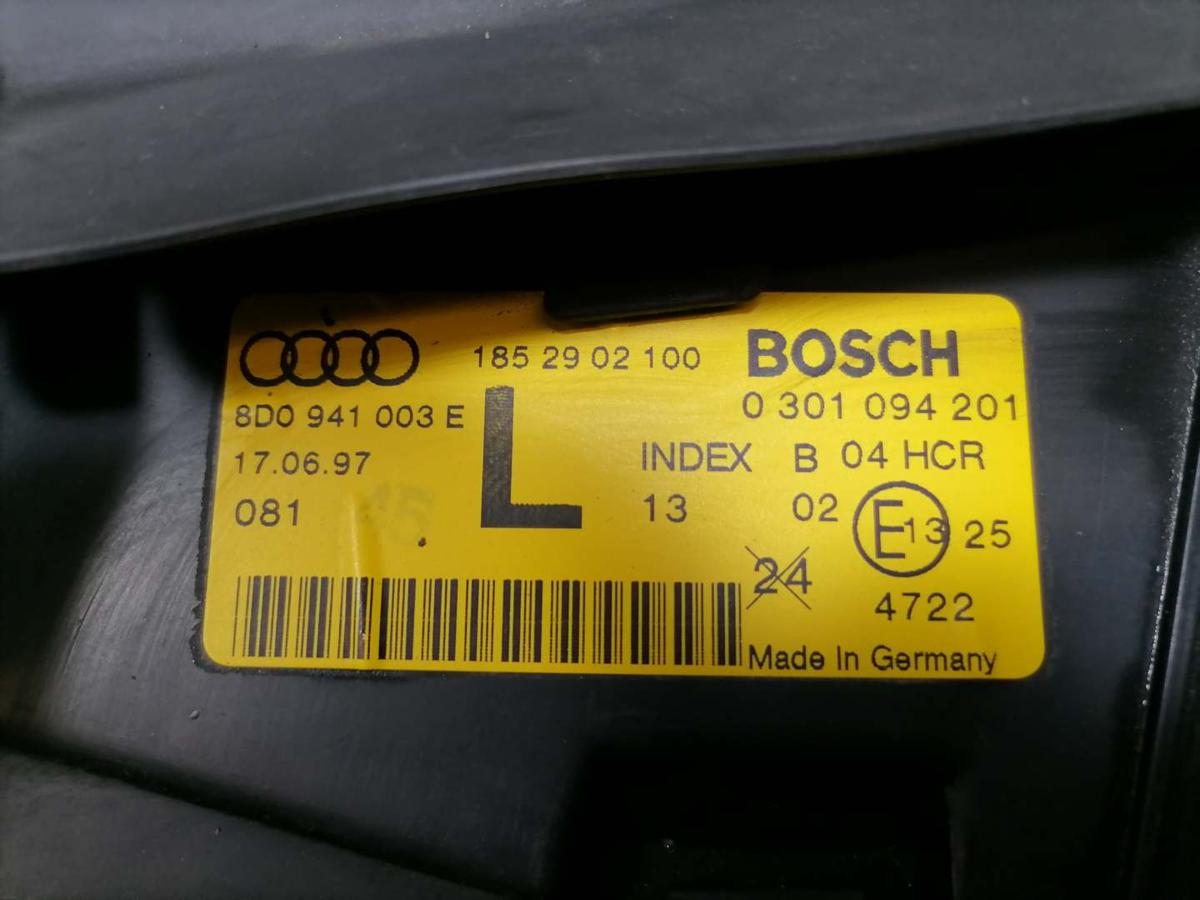 185 29 02 100 BOSCH
8D0 941 003 E L 0 301 094 201
17.06.97 INDEX B 04 HCR
081 13 02 E13 25
24 4722
Made In Germany